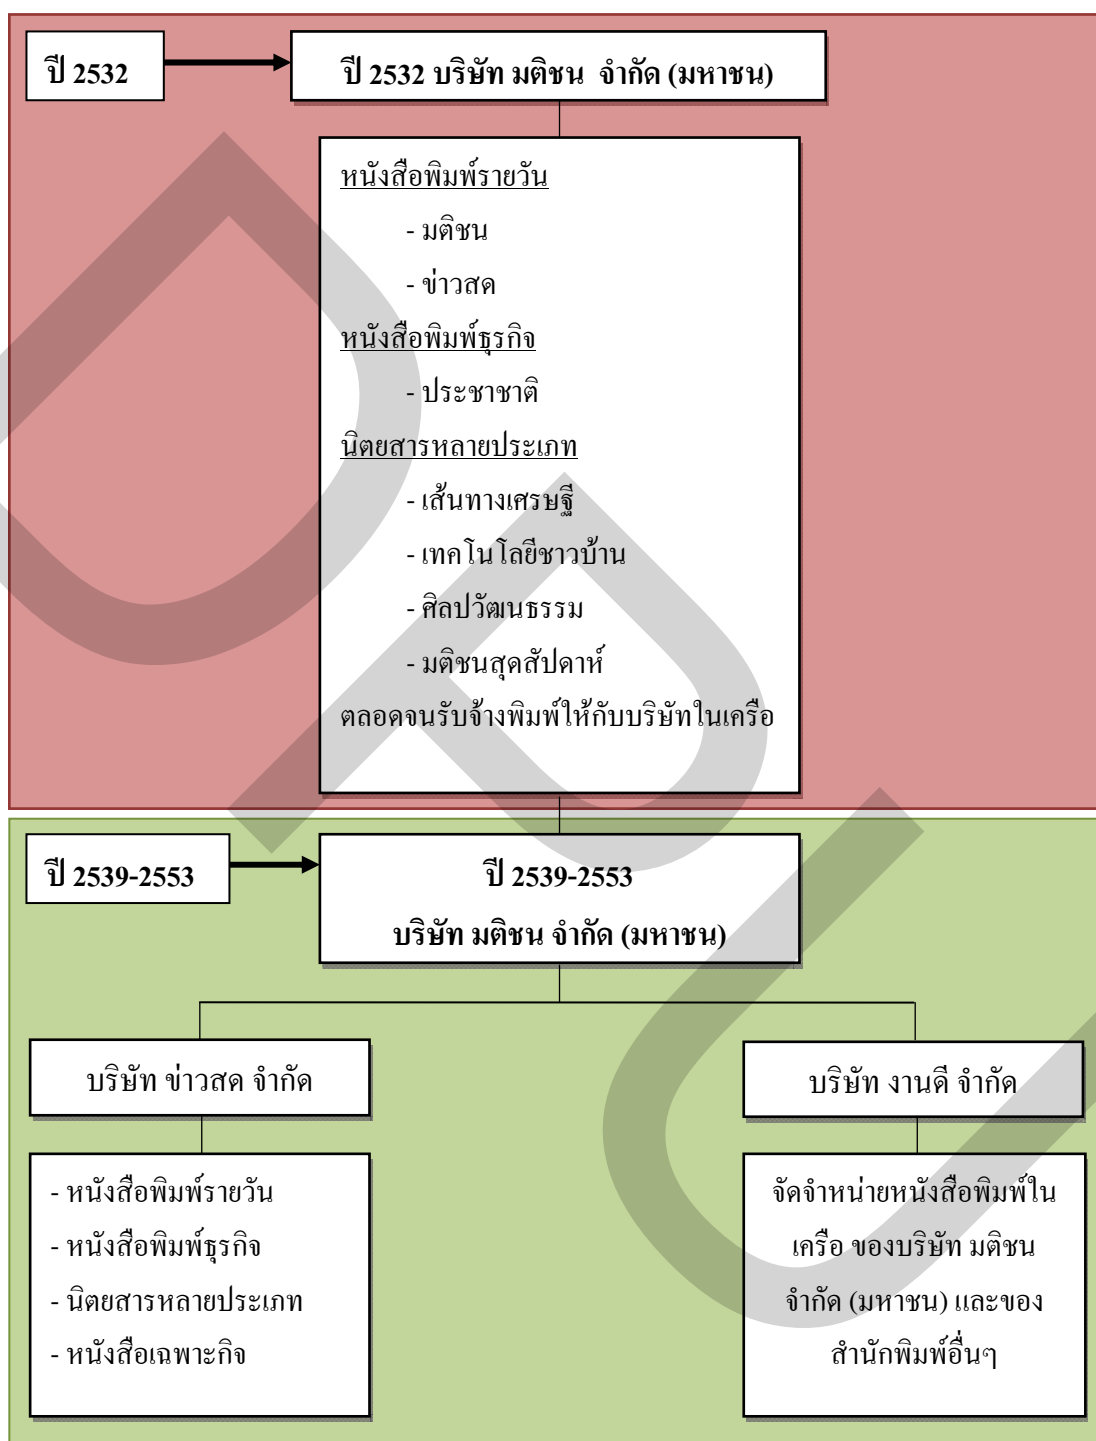 ปี 2532
ปี 2532 บริษัท มติชน จำกัด (มหาชน)
หนังสือพิมพ์รายวัน
- มติชน
- ข่าวสด
หนังสือพิมพ์ธุรกิจ
- ประชาชาติ
นิตยสารหลายประเภท
- เส้นทางเศรษฐี
- เทคโนโลยีชาวบ้าน
- ศิลปวัฒนธรรม
- มติชนสุดสัปดาห์
ตลอดจนรับจ้างพิมพ์ให้กับบริษัทในเครือ
ปี 2539-2553
ปี 2539-2553
บริษัท มติชน จำกัด (มหาชน)
บริษัท ข่าวสด จำกัด
- หนังสือพิมพ์รายวัน
- หนังสือพิมพ์ธุรกิจ
- นิตยสารหลายประเภท
- หนังสือเฉพาะกิจ
บริษัท งานดี จำกัด
จัดจำหน่ายหนังสือพิมพ์ใน
เครือ ของบริษัท มติชน
จำกัด (มหาชน) และของ
สำนักพิมพ์อื่นๆ
DPU